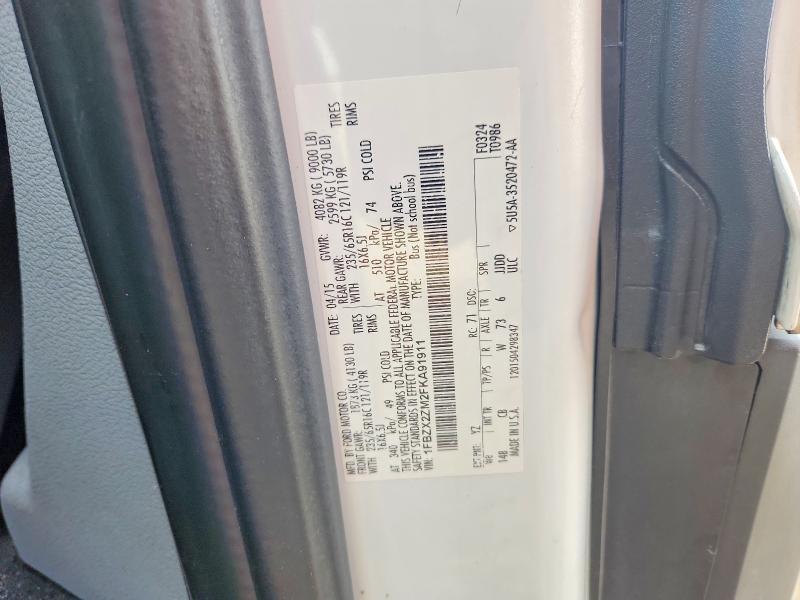 MFD. BY FORD MOTOR CO.
DATE: 04/15 GVWR: 4082 KG ( 9000 LB)
FRONT GAWR: 1873 KG ( 4130 LB) REAR GAWR: 2599 KG ( 5730 LB)
WITH 235/65R16C 121/119R TIRES WITH 235/65R16C 121/119R TIRES
16X6.5J RIMS 16X6.5J RIMS
AT 340 kPa/ 49 PSI COLD AT 510 kPa/ 74 PSI COLD
THIS VEHICLE CONFORMS TO ALL APPLICABLE FEDERAL MOTOR VEHICLE
SAFETY STANDARDS IN EFFECT ON THE DATE OF MANUFACTURE SHOWN ABOVE.
VIN: 1FBZX2ZM2FKA91911 TYPE: Bus (Not school bus)
EXT PNT: YZ RC: 71 DSC: F0324
T0986
WB INT TR TP/PS R AXLE TR SPR
148 CB W 73 6 JJDD
ULC
MADE IN U.S.A. 1201504298347 5U5A-3520472-AA